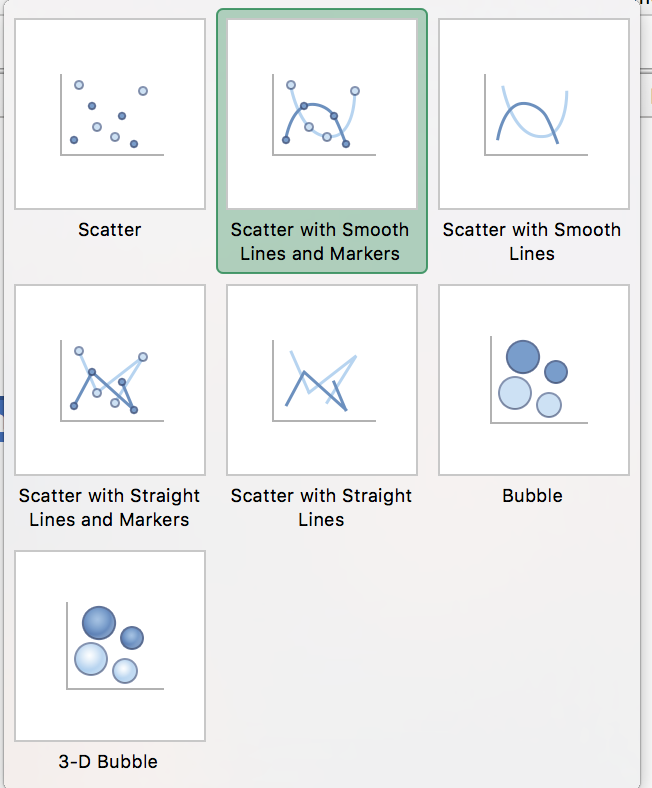 Scatter
Scatter with Smooth
Lines and Markers
Scatter with Smooth
Lines
Scatter with Straight
Lines and Markers
Scatter with Straight
Lines
Bubble
3-D Bubble